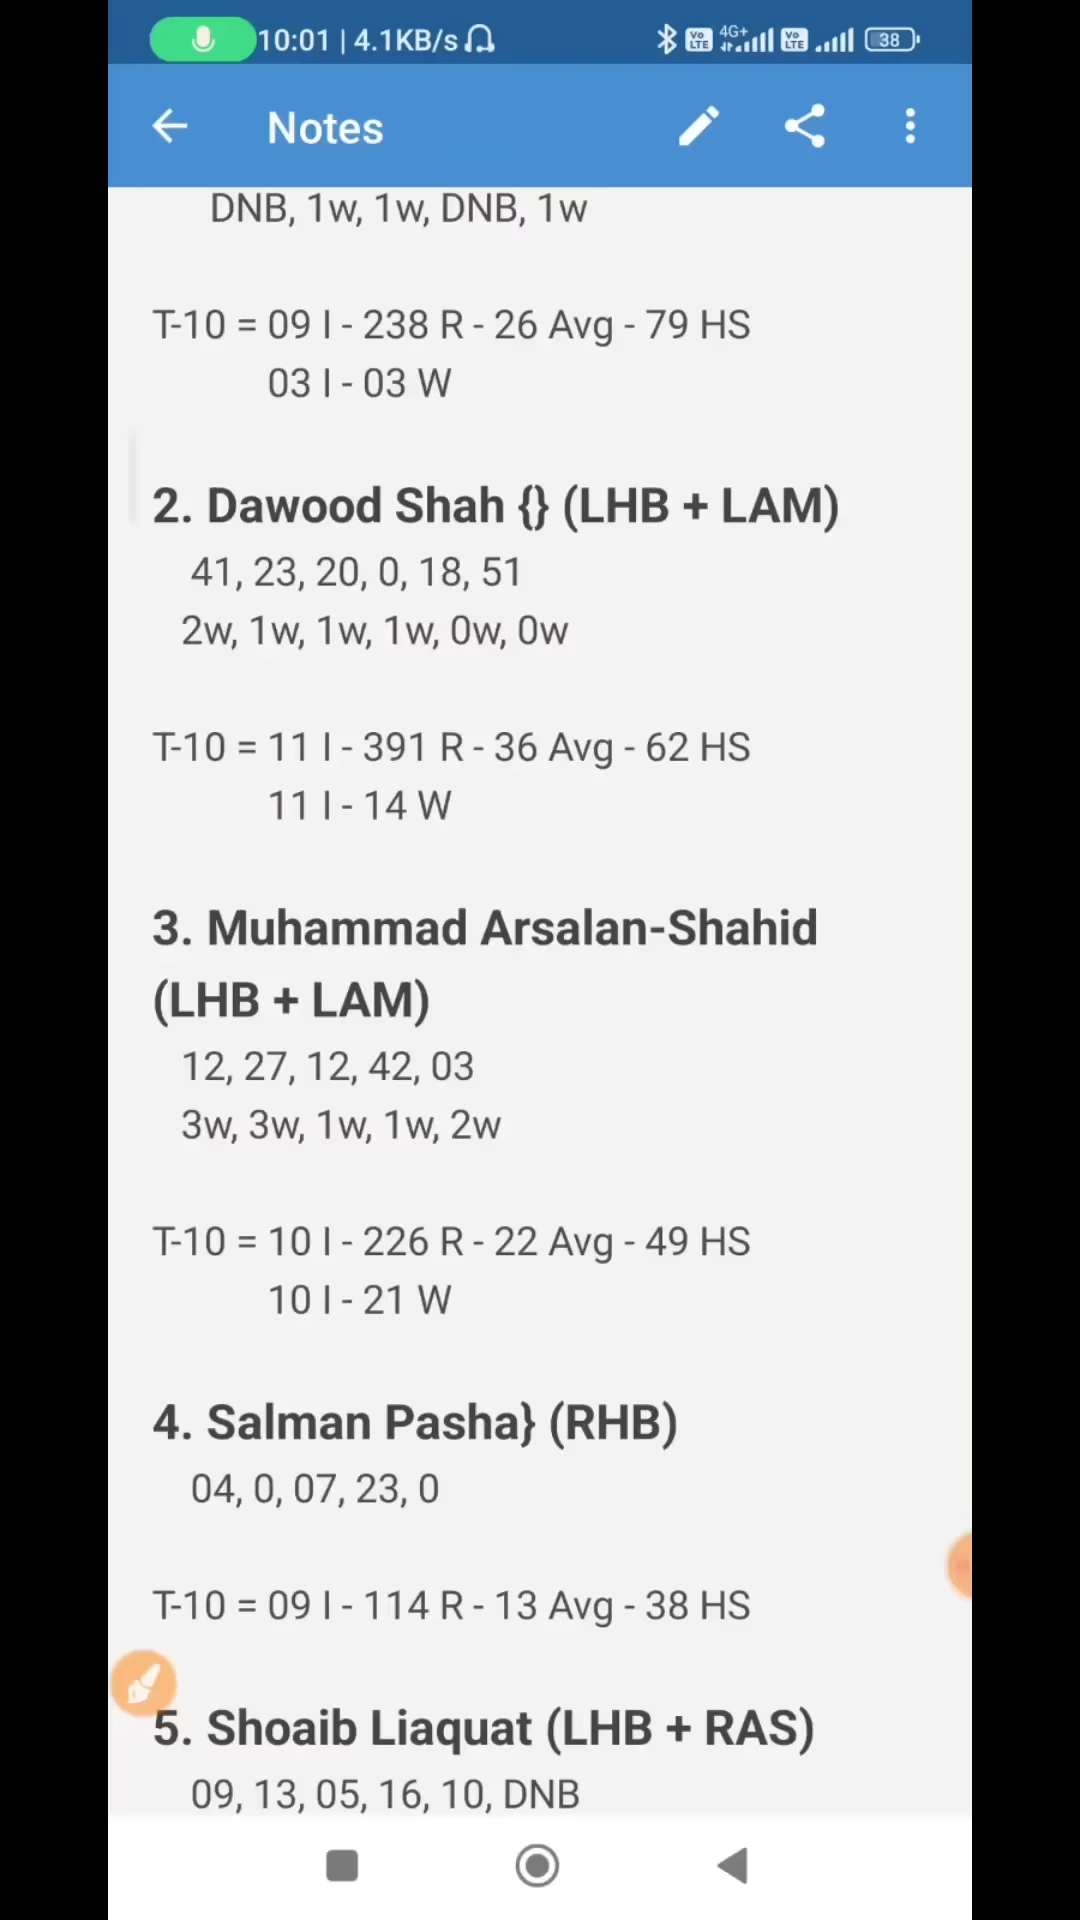 10:01 | 4.1KB/s Vo LTE 4G+ Vo LTE 38
Notes
DNB, 1w, 1w, DNB, 1w
T-10 = 09 I - 238 R - 26 Avg - 79 HS
03 I - 03 W
2. Dawood Shah {} (LHB + LAM)
41, 23, 20, 0, 18, 51
2w, 1w, 1w, 1w, 0w, 0w
T-10 = 11 I - 391 R - 36 Avg - 62 HS
11 I - 14 W
3. Muhammad Arsalan-Shahid
(LHB + LAM)
12, 27, 12, 42, 03
3w, 3w, 1w, 1w, 2w
T-10 = 10 I - 226 R - 22 Avg - 49 HS
10 I - 21 W
4. Salman Pasha} (RHB)
04, 0, 07, 23, 0
T-10 = 09 I - 114 R - 13 Avg - 38 HS
5. Shoaib Liaquat (LHB + RAS)
09, 13, 05, 16, 10, DNB